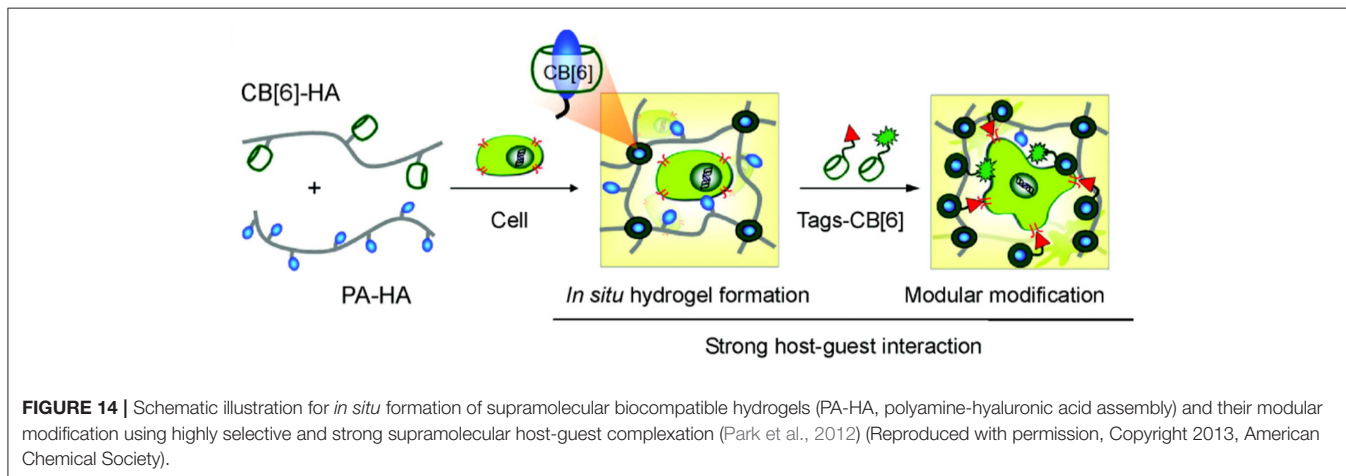 CB[6]-HA
+
PA-HA
Cell
CB[6]
In situ hydrogel formation
Tags-CB[6]
Modular modification
Strong host-guest interaction
FIGURE 14 | Schematic illustration for in situ formation of supramolecular biocompatible hydrogels (PA-HA, polyamine-hyaluronic acid assembly) and their modular
modification using highly selective and strong supramolecular host-guest complexation (Park et al., 2012) (Reproduced with permission, Copyright 2013, American
Chemical Society).